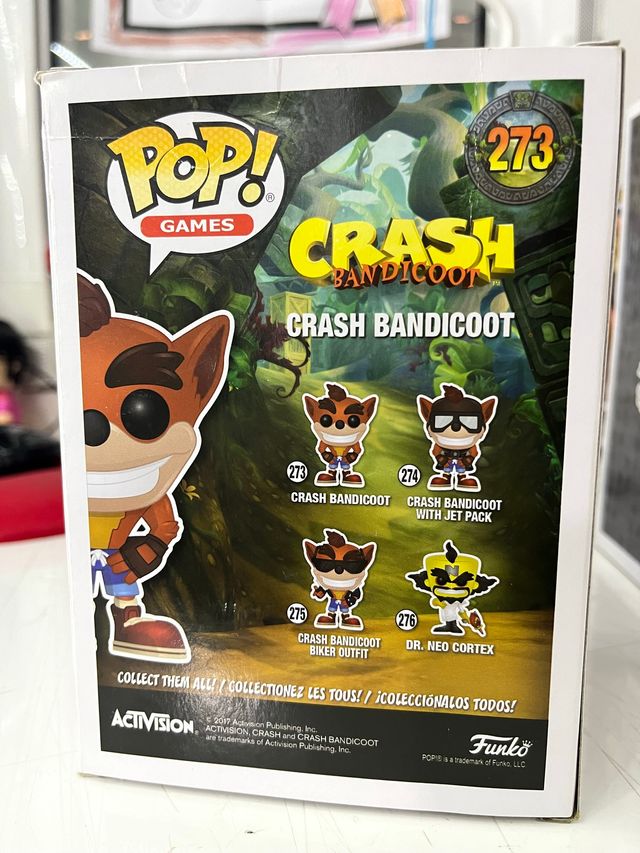 POP!®
GAMES
273
CRASH
BANDICOOT™
CRASH BANDICOOT
273
CRASH BANDICOOT
274
CRASH BANDICOOT
WITH JET PACK
275
CRASH BANDICOOT
BIKER OUTFIT
276
DR. NEO CORTEX
COLLECT THEM ALL! / COLLECTIONEZ LES TOUS! / ¡COLECCIÓNALOS TODOS!
ACTIVISION.
© 2017 Activision Publishing, Inc.
ACTIVISION, CRASH and CRASH BANDICOOT
are trademarks of Activision Publishing, Inc.
Funko
POP!® is a trademark of Funko, LLC